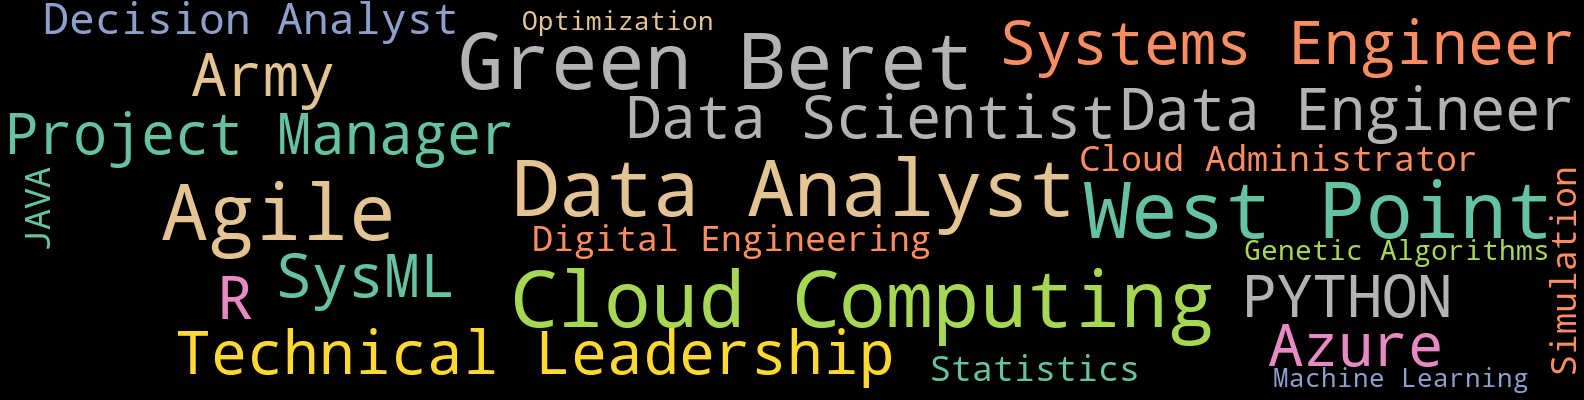 Decision Analyst
Optimization
Green Beret
Systems Engineer
Army
Data Scientist
Data Engineer
Project Manager
Cloud Administrator
JAVA
Agile
Data Analyst
West Point
Simulation
Digital Engineering
Genetic Algorithms
R
SysML
Cloud Computing
PYTHON
Technical Leadership
Azure
Statistics
Machine Learning